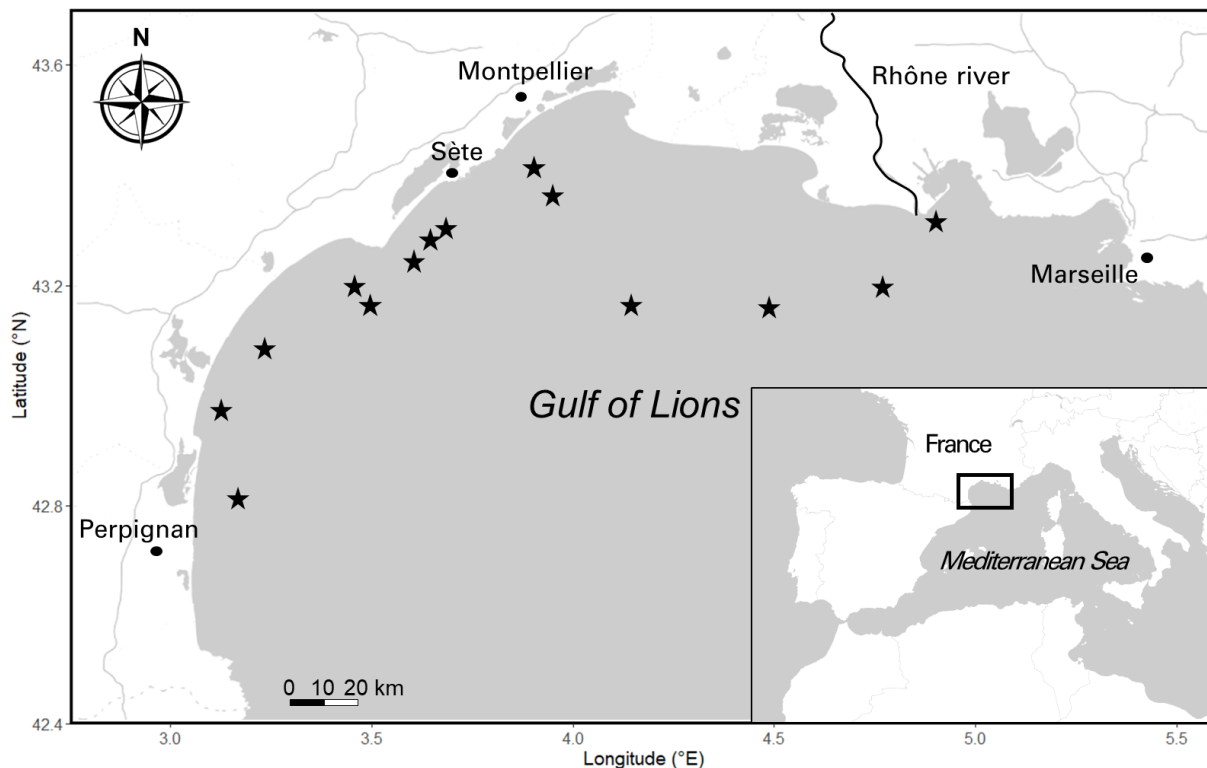 N
43.6
Montpellier
Rhône river
Sète
43.2
Marseille
Latitude (°N)
Gulf of Lions
France
42.8
Perpignan
Mediterranean Sea
0 10 20 km
42.4
3.0 3.5 4.0 4.5 5.0 5.5
Longitude (°E)